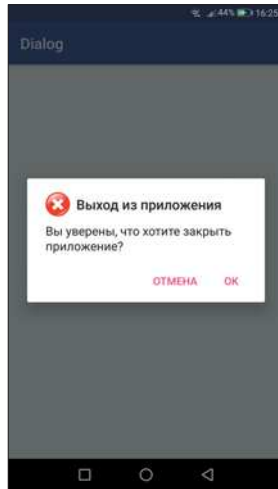 44% 16:25
Dialog
Выход из приложения
Вы уверены, что хотите закрыть
приложение?
ОТМЕНА OK